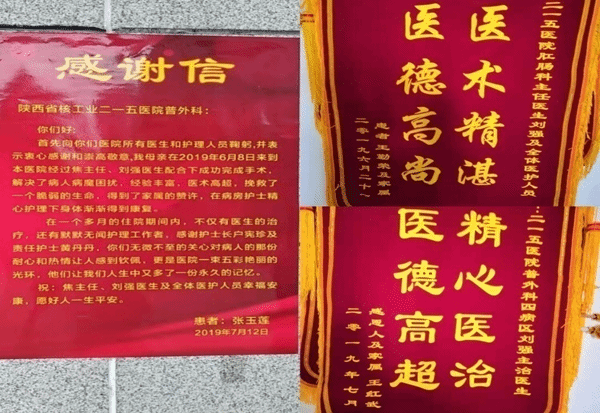 感谢信
陕西省核工业二一五医院普外科：
你们好：
首先向你们医院所有医生和护理人员鞠躬,并表
示衷心感谢和崇高敬意,我母亲在2019年6月8日来到
本医院经过焦主任、刘强医生配合下成功完成手术，
解决了病人病魔困扰，经验丰富，医术高超，挽救了
一个脆弱的生命，得到了家属的赞许，在病房护士精
心护理下身体渐渐得到康复。
在一个多月的住院期间内，不仅有医生的治
疗，还有默默无闻护理工作者，感谢护士长户宪珍及
责任护士黄丹丹，你们无微不至的关心对病人的那份
耐心和热情让人感到钦佩，更是医院一束五彩艳丽的
光环，他们让我们人生中又多了一份永久的记忆。
祝：焦主任、刘强医生及全体医护人员幸福安
康，愿好人一生平安。
患者：张玉莲
2019年7月12日
二一五医院肛肠科主任医生刘强及全体医护人员
医术精湛
医德高尚
患者王勤荣及家属
二零一九六月二十八
二一五医院普外科四病区刘强主治医生
精心医治
医德高超
感恩人及家属 王红斌
二零一九年七月